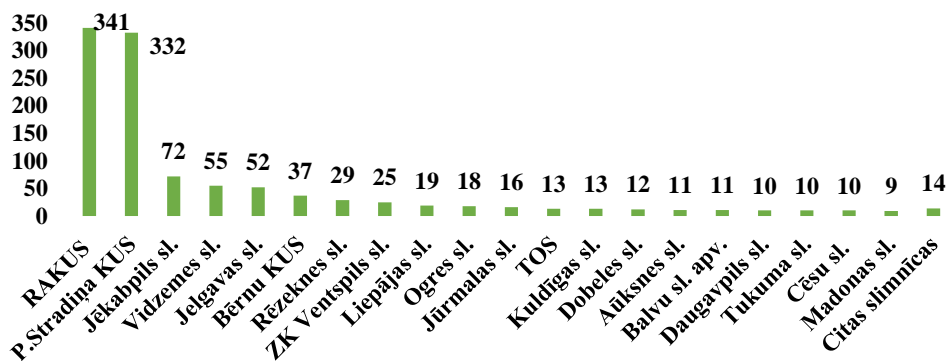 350
300
250
200
150
100
50
0
341
332
72
55
52
37
29
25
19
18
16
13
13
12
11
11
10
10
10
9
14
RAKUS
P.Stradiņa KUS
Jēkabpils sl.
Vidzemes sl.
Jelgavas sl.
Bērnu KUS
Rēzeknes sl.
ZK Ventspils sl.
Liepājas sl.
Ogres sl.
Jūrmalas sl.
TOS
Kuldīgas sl.
Dobeles sl.
Aūksnes sl.
Balvu sl. apv.
Daugavpils sl.
Tukuma sl.
Cēsu sl.
Madonas sl.
Citas slimnīcas